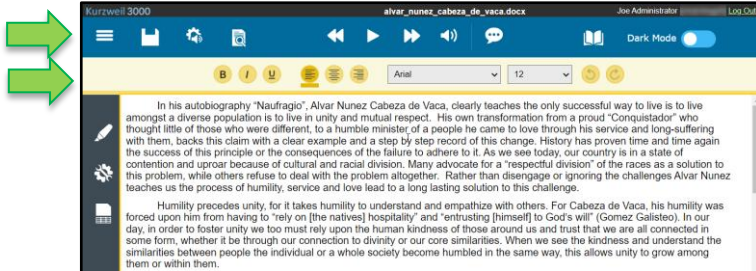 Kurzweil 3000 alvar_nunez_cabeza_de_vaca.docx Joe Administrator Log Out
Dark Mode
B I U Arial 12
In his autobiography “Naufragio”, Alvar Nunez Cabeza de Vaca, clearly teaches the only successful way to live is to live
amongst a diverse population is to live in unity and mutual respect. His own transformation from a proud “Conquistador” who
thought little of those who were different, to a humble minister of a people he came to love through his service and long-suffering
with them, backs this claim with a clear example and a step by step record of this change. History has proven time and time again
the success of this principle or the consequences of the failure to adhere to it. As we see today, our country is in a state of
contention and uproar because of cultural and racial division. Many advocate for a “respectful division” of the races as a solution to
this problem, while others refuse to deal with the problem altogether. Rather than disengage or ignoring the challenges Alvar Nunez
teaches us the process of humility, service and love lead to a long lasting solution to this challenge.
Humility precedes unity, for it takes humility to understand and empathize with others. For Cabeza de Vaca, his humility was
forced upon him from having to “rely on [the natives] hospitality” and “entrusting [himself] to God's will” (Gomez Galisteo). In our
day, in order to foster unity we too must rely upon the human kindness of those around us and trust that we are all connected in
some form, whether it be through our connection to divinity or our core similarities. When we see the kindness and understand the
similarities between people the individual or a whole society become humbled in the same way, this allows unity to grow among
them or within them.